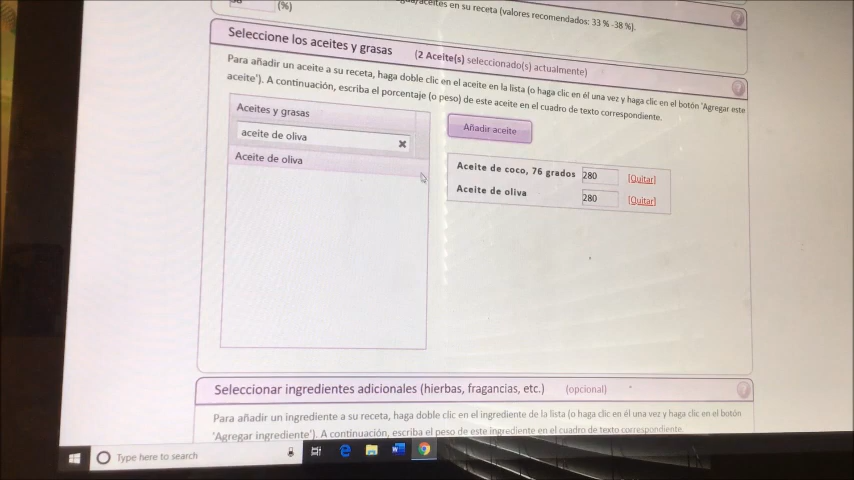 (%)
aceites en su receta (valores recomendados: 33 % -38 %).
Seleccione los aceites y grasas (2 Aceite(s) seleccionado(s) actualmente)
Para añadir un aceite a su receta, haga doble clic en el aceite en la lista (o haga clic en él una vez y haga clic en el botón 'Agregar este
aceite'). A continuación, escriba el porcentaje (o peso) de este aceite en el cuadro de texto correspondiente.
Aceites y grasas
aceite de oliva
Aceite de oliva
Añadir aceite
Aceite de coco, 76 grados 280 [Quitar]
Aceite de oliva 280 [Quitar]
Seleccionar ingredientes adicionales (hierbas, fragancias, etc.) (opcional)
Para añadir un ingrediente a su receta, haga doble clic en el ingrediente de la lista (o haga clic en él una vez y haga clic en el botón
'Agregar ingrediente'). A continuación, escriba el peso de este ingrediente en el cuadro de texto correspondiente.
Type here to search